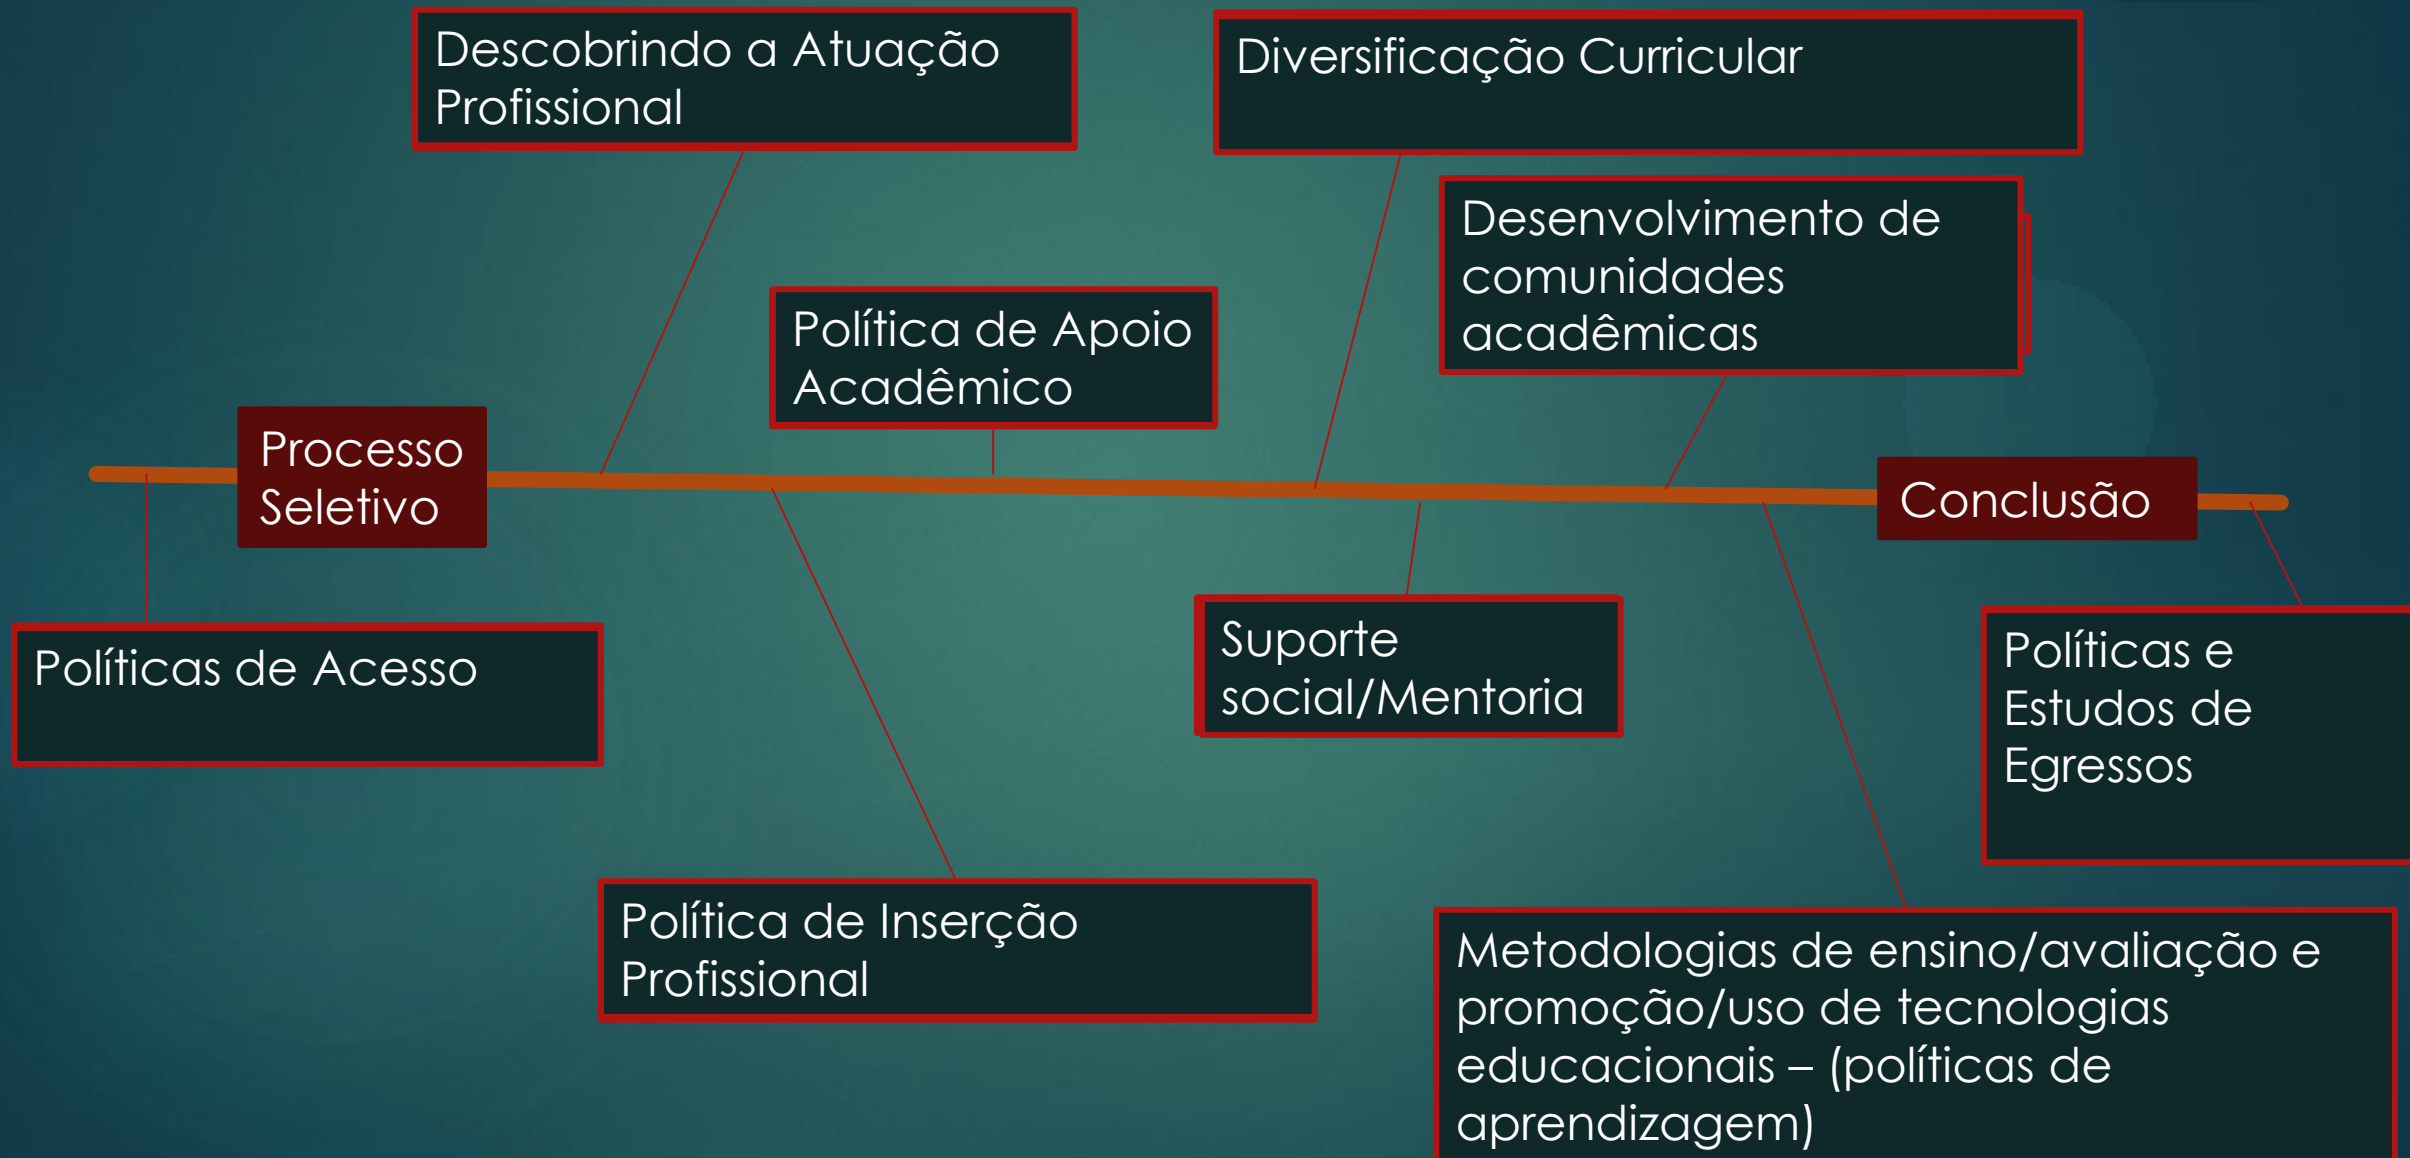 Descobrindo a Atuação
Profissional
Diversificação Curricular
Desenvolvimento de
comunidades
acadêmicas
Política de Apoio
Acadêmico
Processo
Seletivo
Conclusão
Políticas de Acesso
Suporte
social/Mentoria
Políticas e
Estudos de
Egressos
Política de Inserção
Profissional
Metodologias de ensino/avaliação e
promoção/uso de tecnologias
educacionais – (políticas de
aprendizagem)